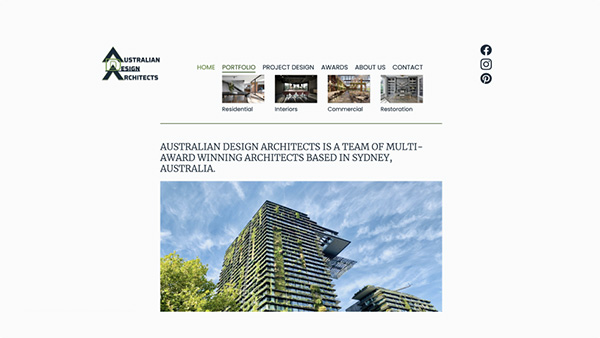 AUSTRALIAN
DESIGN
ARCHITECTS
HOME PORTFOLIO PROJECT DESIGN AWARDS ABOUT US CONTACT
Residential Interiors Commercial Restoration
AUSTRALIAN DESIGN ARCHITECTS IS A TEAM OF MULTI-
AWARD WINNING ARCHITECTS BASED IN SYDNEY,
AUSTRALIA.